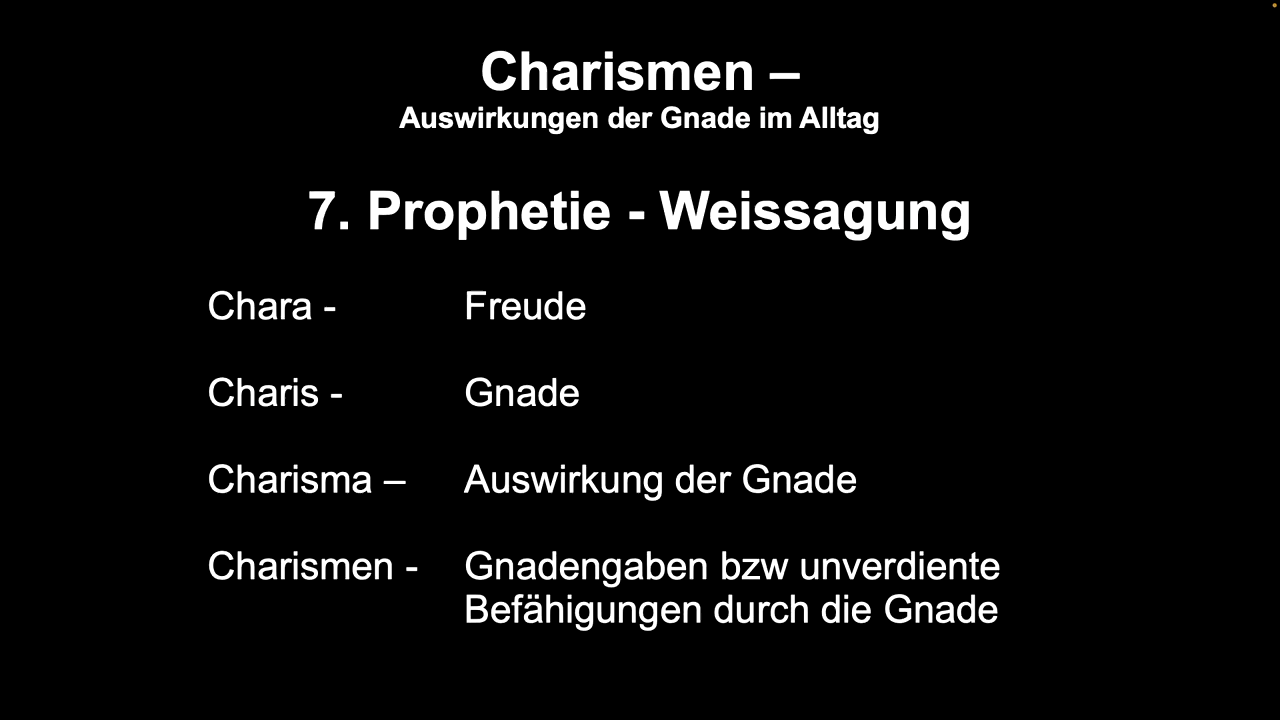 Charismen –
Auswirkungen der Gnade im Alltag
7. Prophetie - Weissagung
Chara - Freude
Charis - Gnade
Charisma – Auswirkung der Gnade
Charismen - Gnadengaben bzw unverdiente
Befähigungen durch die Gnade